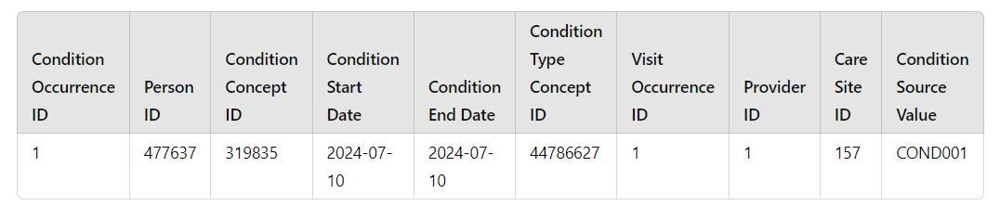 Condition Occurrence ID Person ID Condition Concept ID Condition Start Date Condition End Date Condition Type Concept ID Visit Occurrence ID Provider ID Care Site ID Condition Source Value
1 477637 319835 2024-07-10 2024-07-10 44786627 1 1 157 COND001